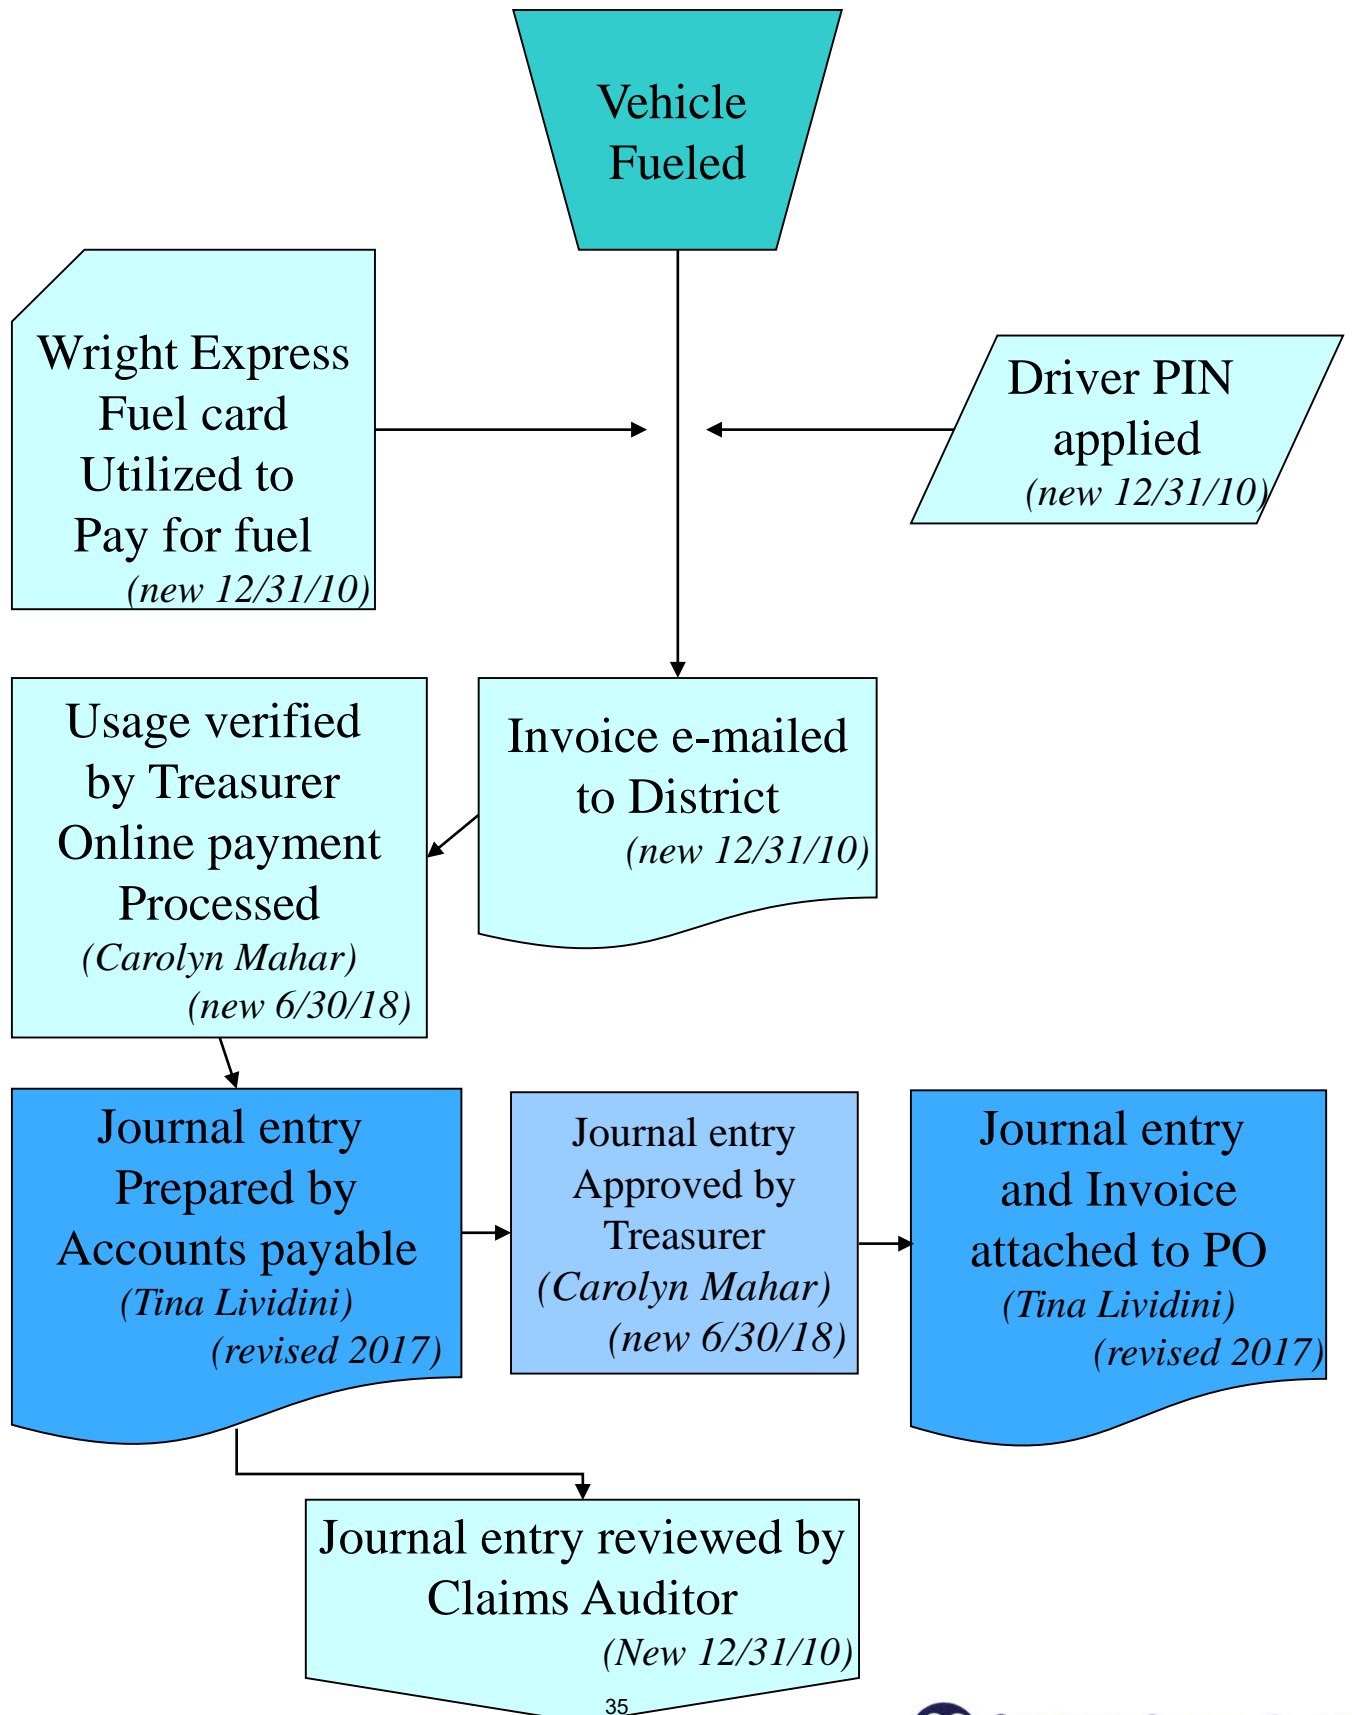 Vehicle
Fueled
Wright Express
Fuel card
Utilized to
Pay for fuel
(new 12/31/10)
Driver PIN
applied
(new 12/31/10)
Usage verified
by Treasurer
Online payment
Processed
(Carolyn Mahar)
(new 6/30/18)
Invoice e-mailed
to District
(new 12/31/10)
Journal entry
Prepared by
Accounts payable
(Tina Lividini)
(revised 2017)
Journal entry
Approved by
Treasurer
(Carolyn Mahar)
(new 6/30/18)
Journal entry
and Invoice
attached to PO
(Tina Lividini)
(revised 2017)
Journal entry reviewed by
Claims Auditor
(New 12/31/10)
35